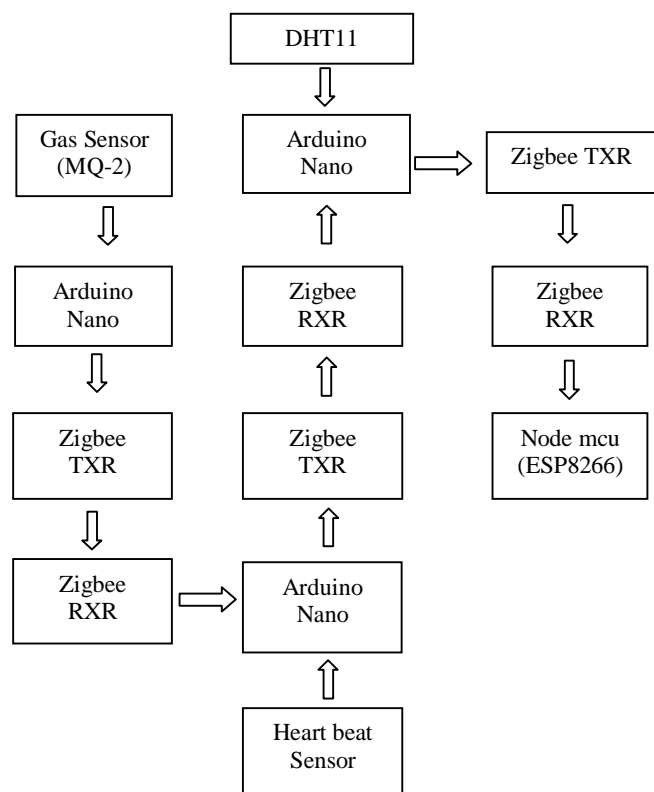 DHT11
Gas Sensor
(MQ-2)
Arduino
Nano
Zigbee TXR
Arduino
Nano
Zigbee
RXR
Zigbee
RXR
Zigbee
TXR
Zigbee
TXR
Node mcu
(ESP8266)
Zigbee
RXR
Arduino
Nano
Heart beat
Sensor